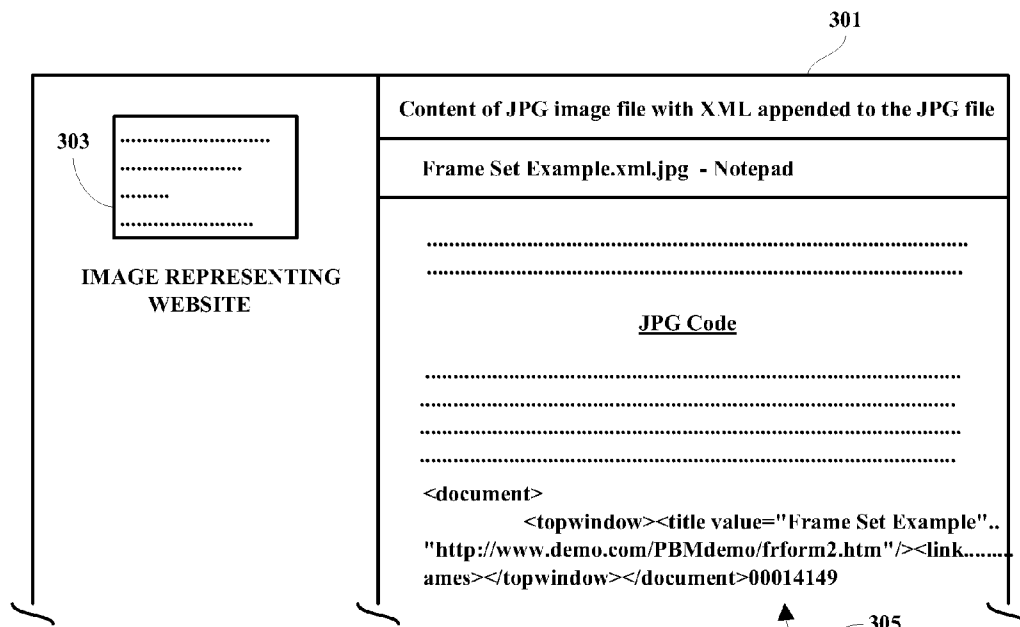 301
Content of JPG image file with XML appended to the JPG file
303
Frame Set Example.xml.jpg - Notepad
IMAGE REPRESENTING
WEBSITE
JPG Code
<document>
<topwindow><title value="Frame Set Example"..
"http://www.demo.com/PBMdemo/frform2.htm"/><link........
ames></topwindow></document>00014149
305